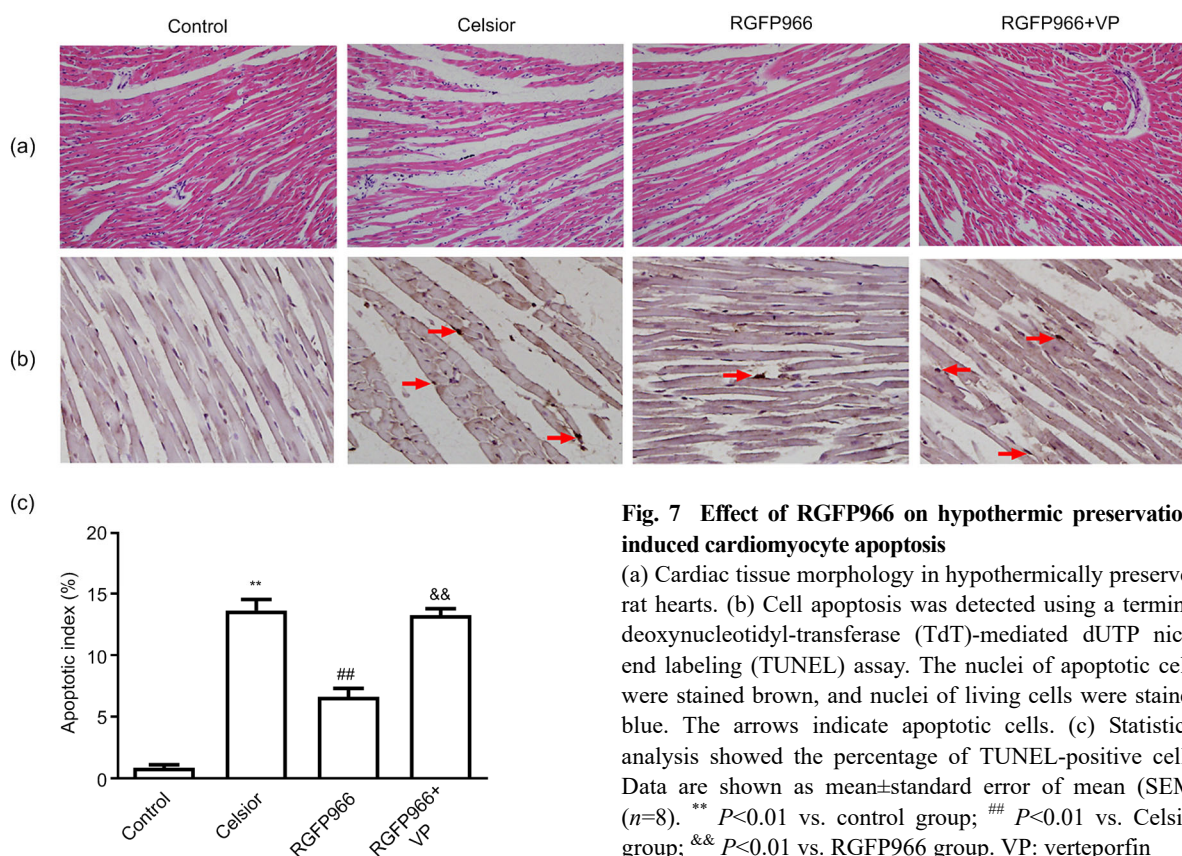 Control Celsior RGFP966 RGFP966+VP
(a)
(b)
(c)
20
15
10
5
0
Apoptotic index (%)
**
##
&&
Control
Celsior
RGFP966
RGFP966+
VP
Fig. 7 Effect of RGFP966 on hypothermic preservatio
induced cardiomyocyte apoptosis
(a) Cardiac tissue morphology in hypothermically preserve
rat hearts. (b) Cell apoptosis was detected using a termin
deoxynucleotidyl-transferase (TdT)-mediated dUTP nic
end labeling (TUNEL) assay. The nuclei of apoptotic cel
were stained brown, and nuclei of living cells were staine
blue. The arrows indicate apoptotic cells. (c) Statistic
analysis showed the percentage of TUNEL-positive cell
Data are shown as mean±standard error of mean (SEM
(n=8). ** P<0.01 vs. control group; ## P<0.01 vs. Celsi
group; && P<0.01 vs. RGFP966 group. VP: verteporfin